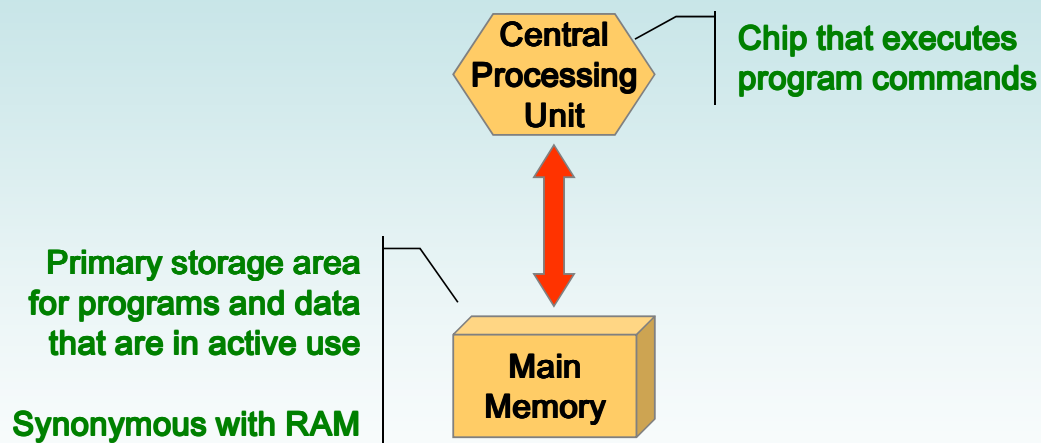 Central
Processing
Unit
Chip that executes
program commands
Primary storage area
for programs and data
that are in active use
Synonymous with RAM
Main
Memory